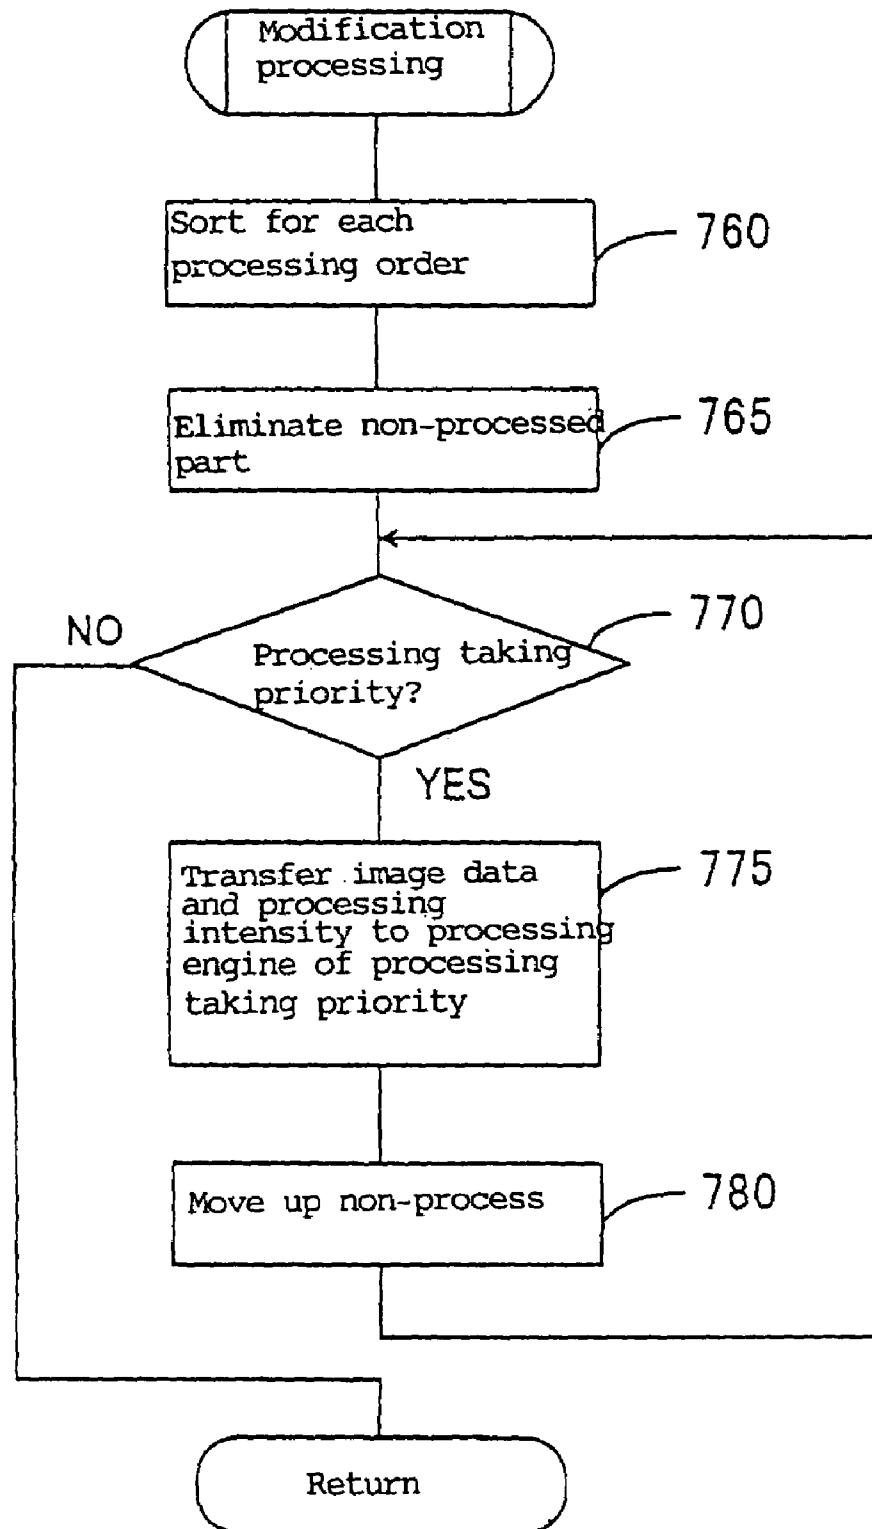 Modification
processing
Sort for each
processing order
760
Eliminate non-processed
part
765
NO
Processing taking
priority?
770
YES
Transfer image data
and processing
intensity to processing
engine of processing
taking priority
775
Move up non-process
780
Return